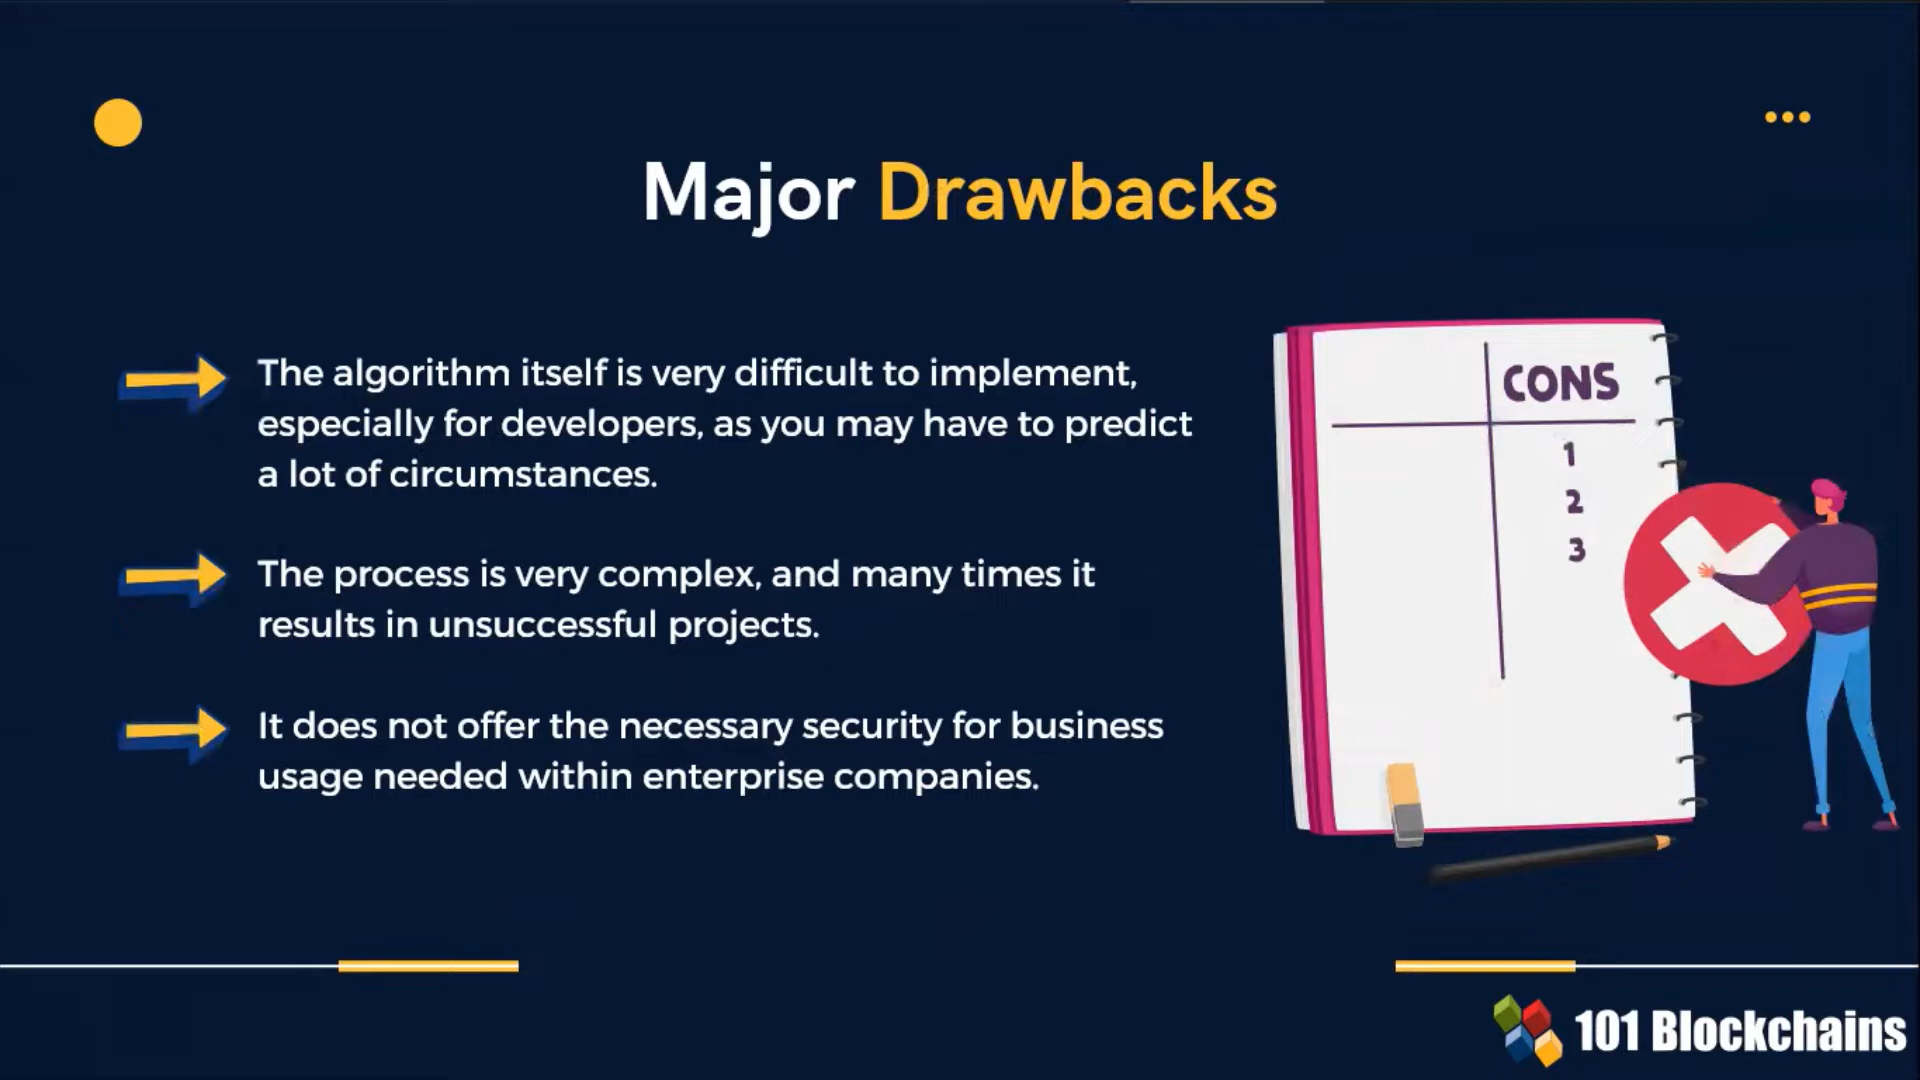 Major Drawbacks
The algorithm itself is very difficult to implement,
especially for developers, as you may have to predict
a lot of circumstances.
The process is very complex, and many times it
results in unsuccessful projects.
It does not offer the necessary security for business
usage needed within enterprise companies.
CONS
1
2
3
101 Blockchains